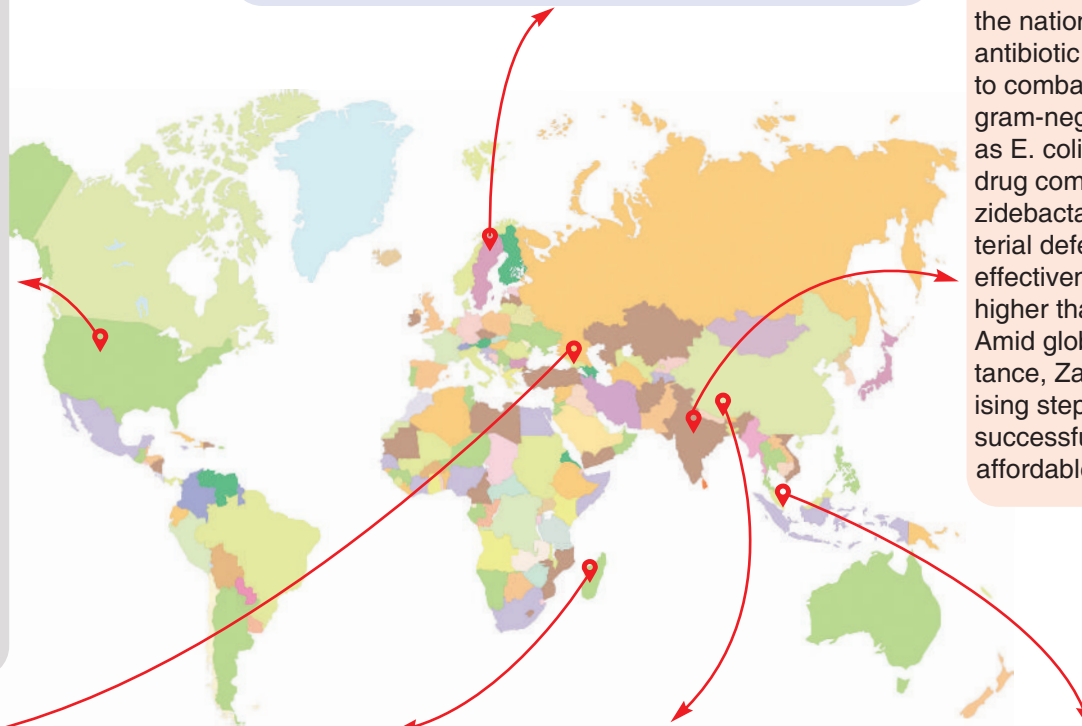 the nation
antibiotic
to comba
gram-neg
as E. coli
drug com
zidebacta
terial defe
effectiver
higher tha
Amid glob
tance, Za
ising step
successfu
affordable